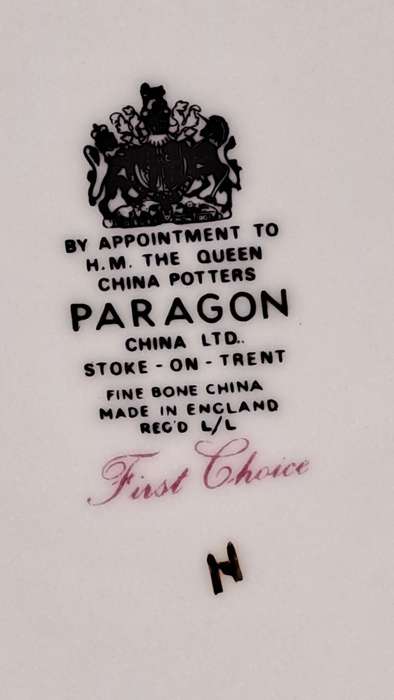 BY APPOINTMENT TO
H.M. THE QUEEN
CHINA POTTERS
PARAGON
CHINA LTD.
STOKE-ON-TRENT
FINE BONE CHINA
MADE IN ENGLAND
REG'D L/L
First Choice
H